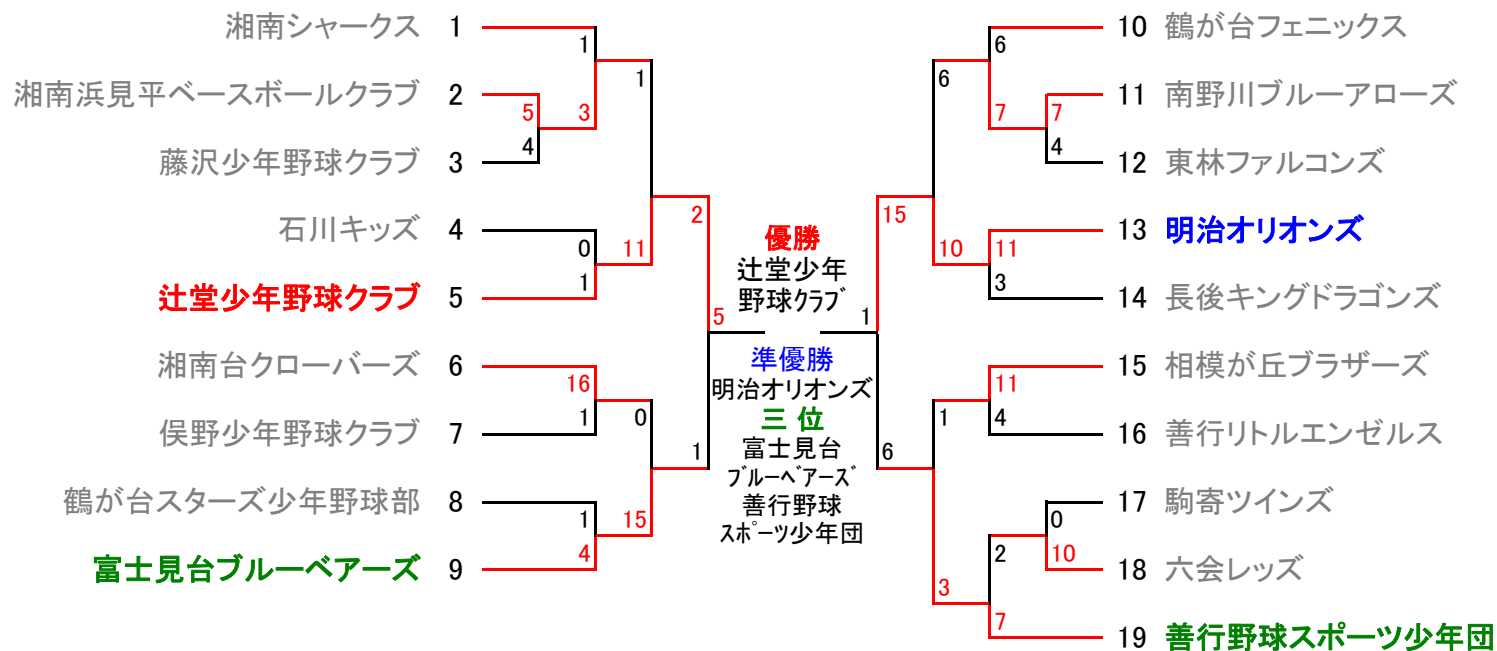 湘南シャークス 1
湘南浜見平ベースボールクラブ 2
藤沢少年野球クラブ 3
石川キッズ 4
辻堂少年野球クラブ 5
湘南台クローバーズ 6
俣野少年野球クラブ 7
鶴が台スターズ少年野球部 8
富士見台ブルーベアーズ 9
1
5
3
4
1
0
11
1
2
16
1
0
1
15
4
5
1
優勝
辻堂少年
野球クラブ
準優勝
明治オリオンズ
三 位
富士見台
ブルーベアーズ
善行野球
スポーツ少年団
1
15
6
6
6
7
7
4
10
11
3
1
11
4
3
2
0
10
7
10 鶴が台フェニックス
11 南野川ブルーアローズ
12 東林ファルコンズ
13 明治オリオンズ
14 長後キングドラゴンズ
15 相模が丘ブラザーズ
16 善行リトルエンゼルス
17 駒寄ツインズ
18 六会レッズ
19 善行野球スポーツ少年団